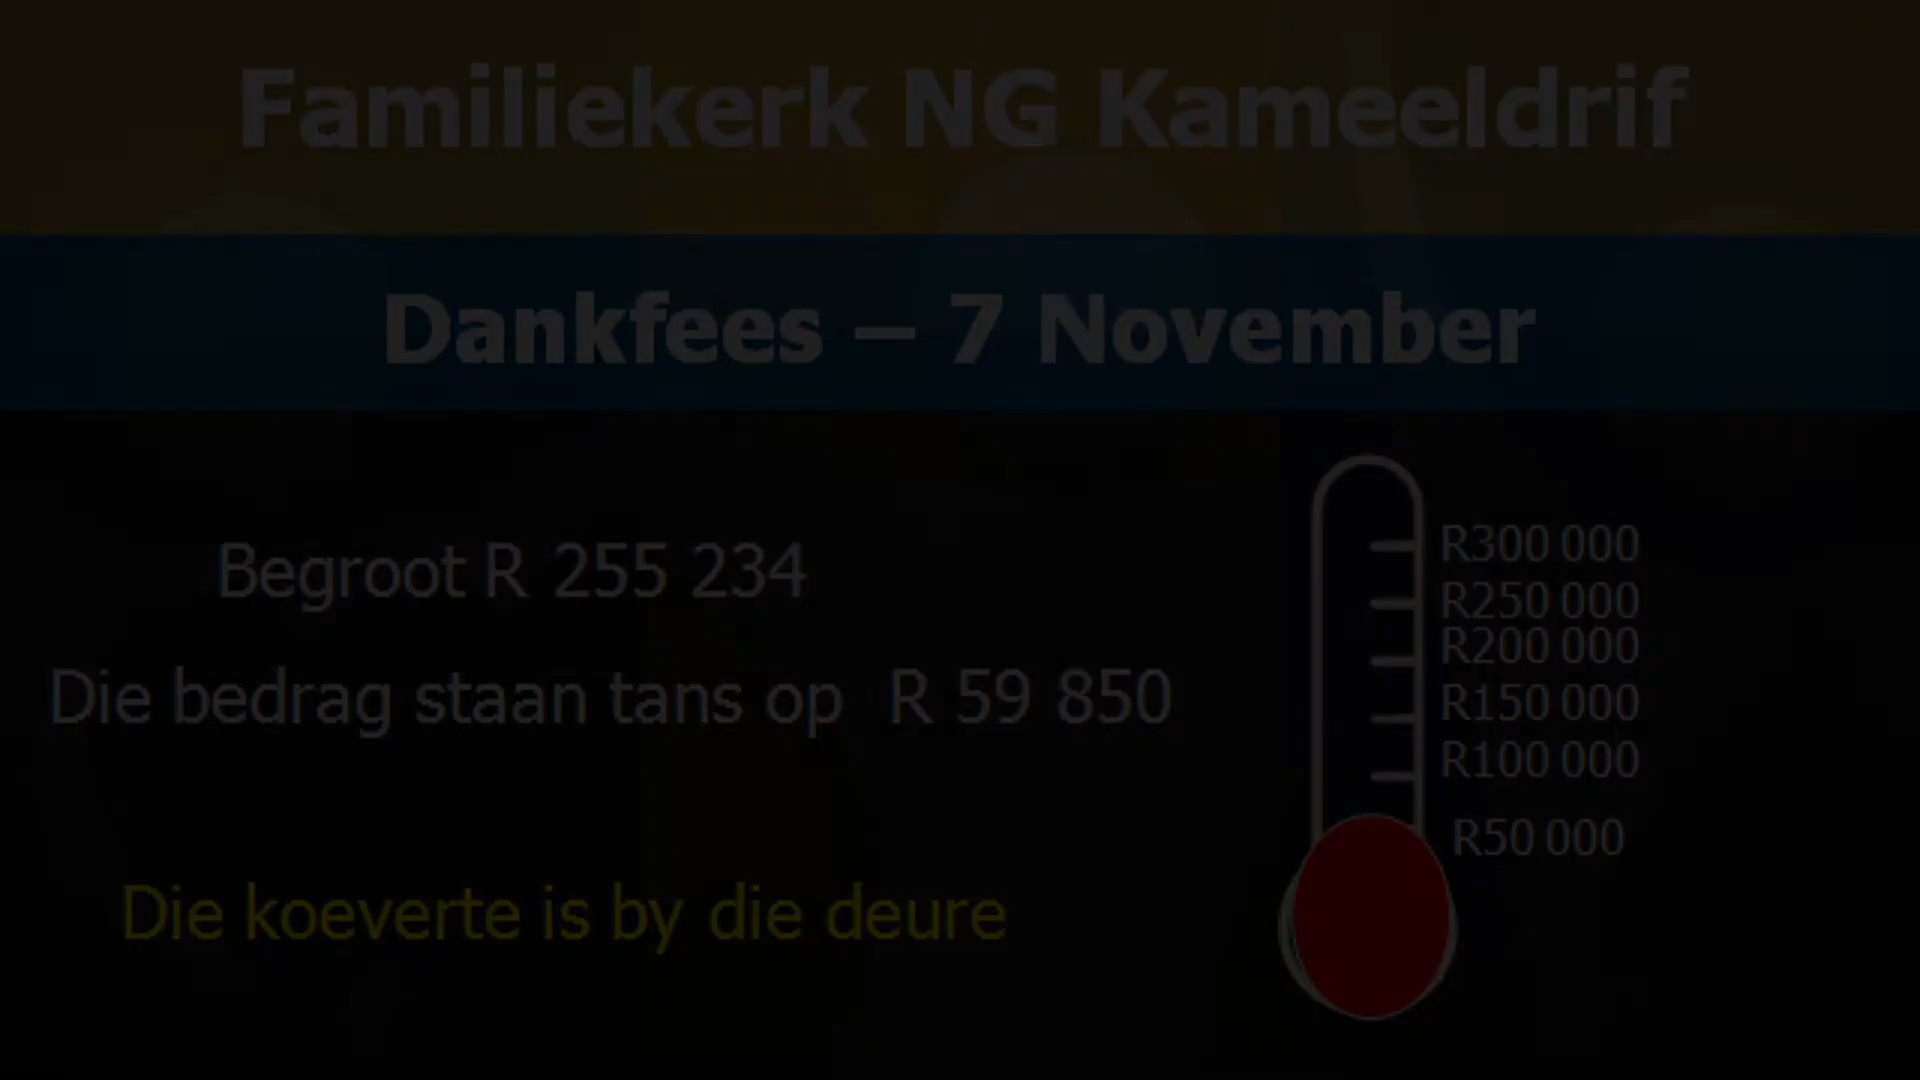 Familiekerk NG Kameeldrif
Dankfees – 7 November
Begroot R 255 234
Die bedrag staan tans op R 59 850
Die koeverte is by die deure
R300 000
R250 000
R200 000
R150 000
R100 000
R50 000